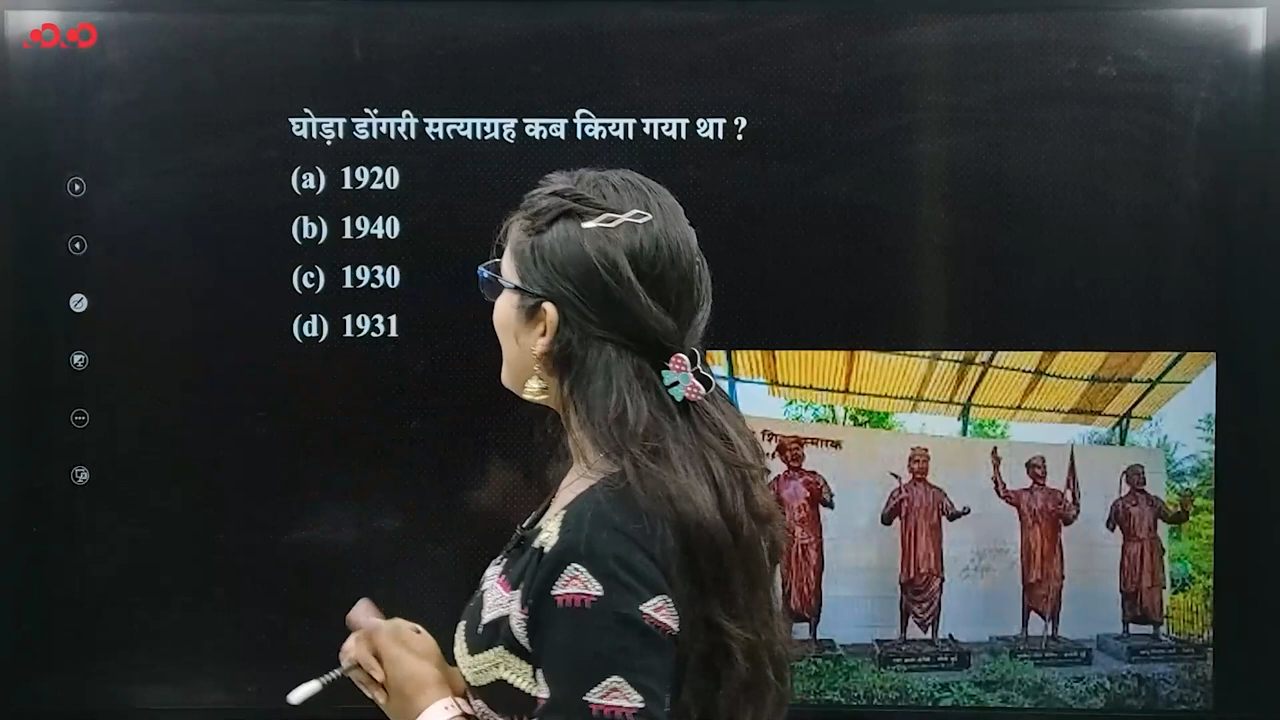 घोड़ा डोंगरी सत्याग्रह कब किया गया था ?
(a) 1920
(b) 1940
(c) 1930
(d) 1931